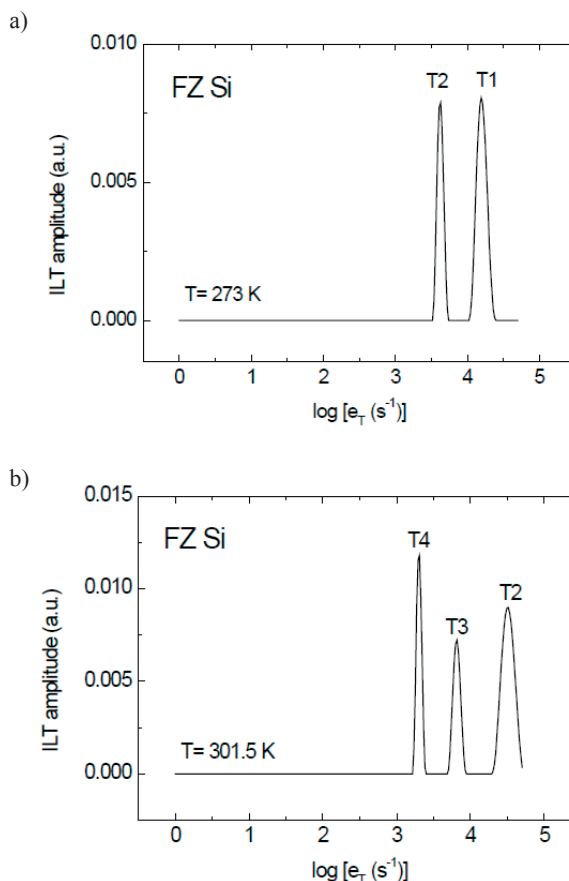 a)
0.010
FZ Si
T2
T1
0.005
T= 273 K
0.000
0
1
2
3
4
5
ILT amplitude (a.u.)
log [e_T (s⁻¹)]
b)
0.015
FZ Si
T4
0.010
T3
T2
0.005
T= 301.5 K
0.000
0
1
2
3
4
5
ILT amplitude (a.u.)
log [e_T (s⁻¹)]